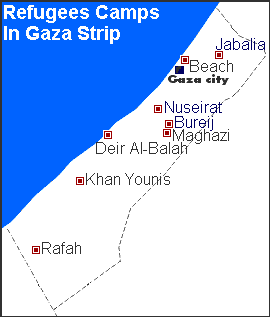 Refugees Camps
In Gaza Strip
Jabalia
Beach
Gaza city
Nuseirat
Bureij
Maghazi
Deir Al-Balah
Khan Younis
Rafah